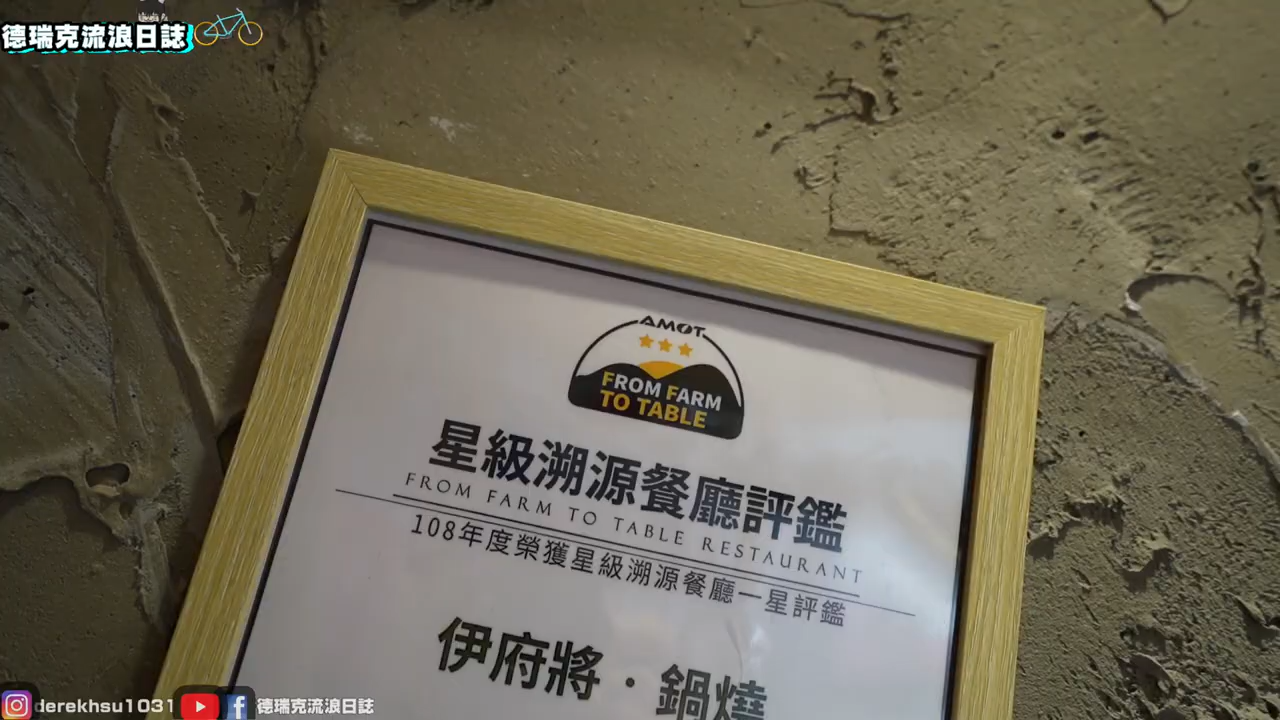 德瑞克流浪日誌
AMOT
FROM FARM
TO TABLE
星級溯源餐廳評鑑
FROM FARM TO TABLE RESTAURANT
108年度榮獲星級溯源餐廳一星評鑑
伊府將·鍋燒
derekhsu1031
德瑞克流浪日誌